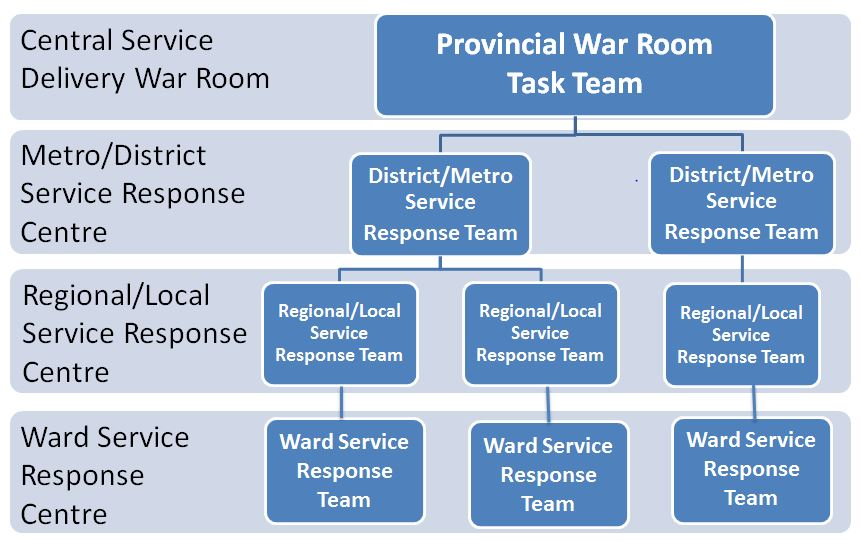 Central Service
Delivery War Room
Provincial War Room
Task Team
Metro/District
Service Response
Centre
District/Metro
Service
Response Team
District/Metro
Service
Response Team
Regional/Local
Service Response
Centre
Regional/Local
Service
Response Team
Regional/Local
Service
Response Team
Regional/Local
Service
Response Team
Ward Service
Response
Centre
Ward Service
Response
Team
Ward Service
Response
Team
Ward Service
Response
Team